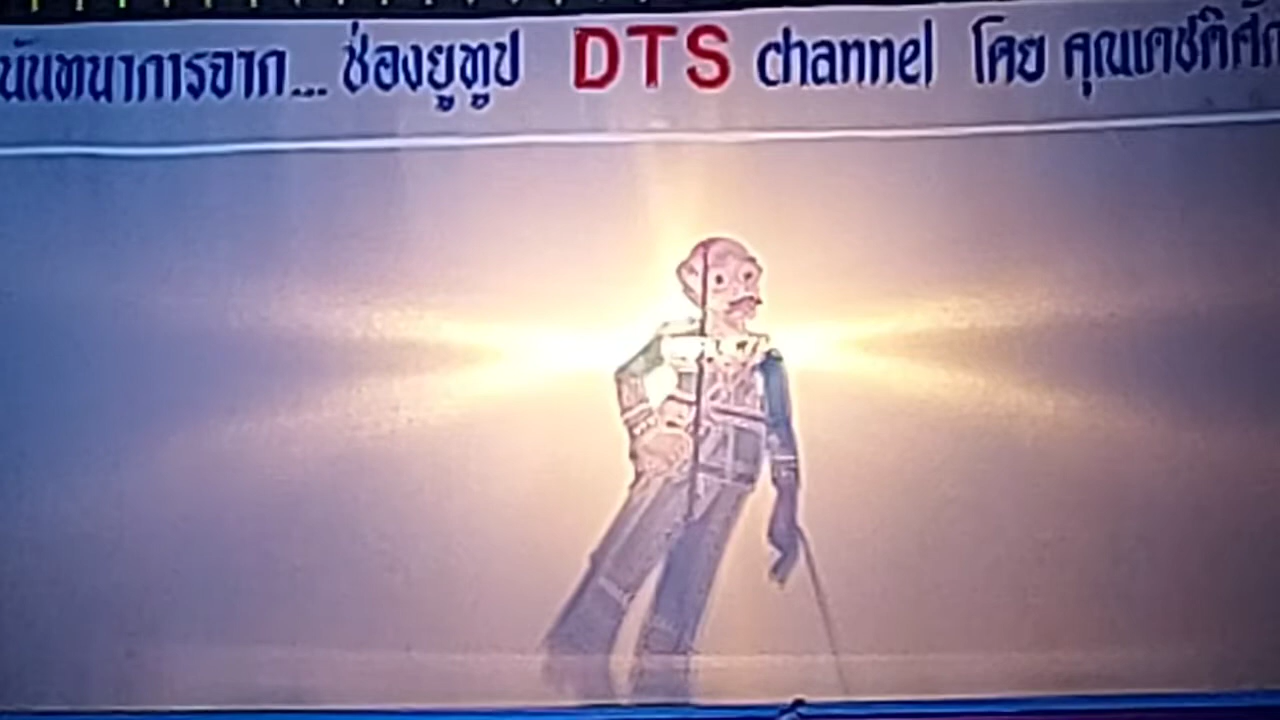 นันทนาการจาก... ช่องยูทูป DTS channel โดย คุณเดชติศัก